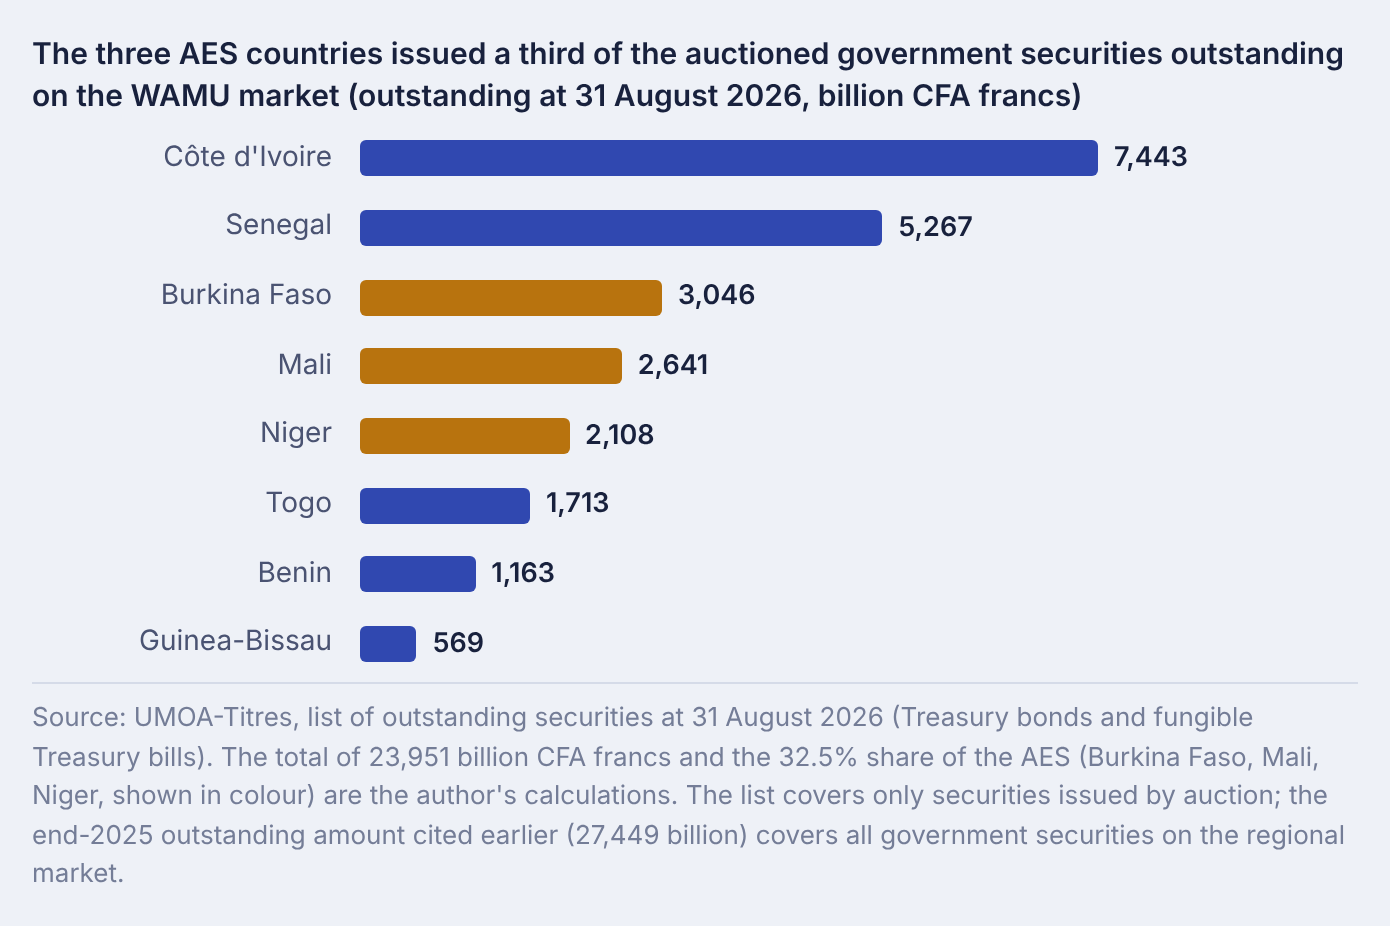 The three AES countries issued a third of the auctioned government securities outstanding
on the WAMU market (outstanding at 31 August 2026, billion CFA francs)
Côte d'Ivoire 7,443
Senegal 5,267
Burkina Faso 3,046
Mali 2,641
Niger 2,108
Togo 1,713
Benin 1,163
Guinea-Bissau 569
Source: UMOA-Titres, list of outstanding securities at 31 August 2026 (Treasury bonds and fungible
Treasury bills). The total of 23,951 billion CFA francs and the 32.5% share of the AES (Burkina Faso, Mali,
Niger, shown in colour) are the author's calculations. The list covers only securities issued by auction; the
end-2025 outstanding amount cited earlier (27,449 billion) covers all government securities on the regional
market.